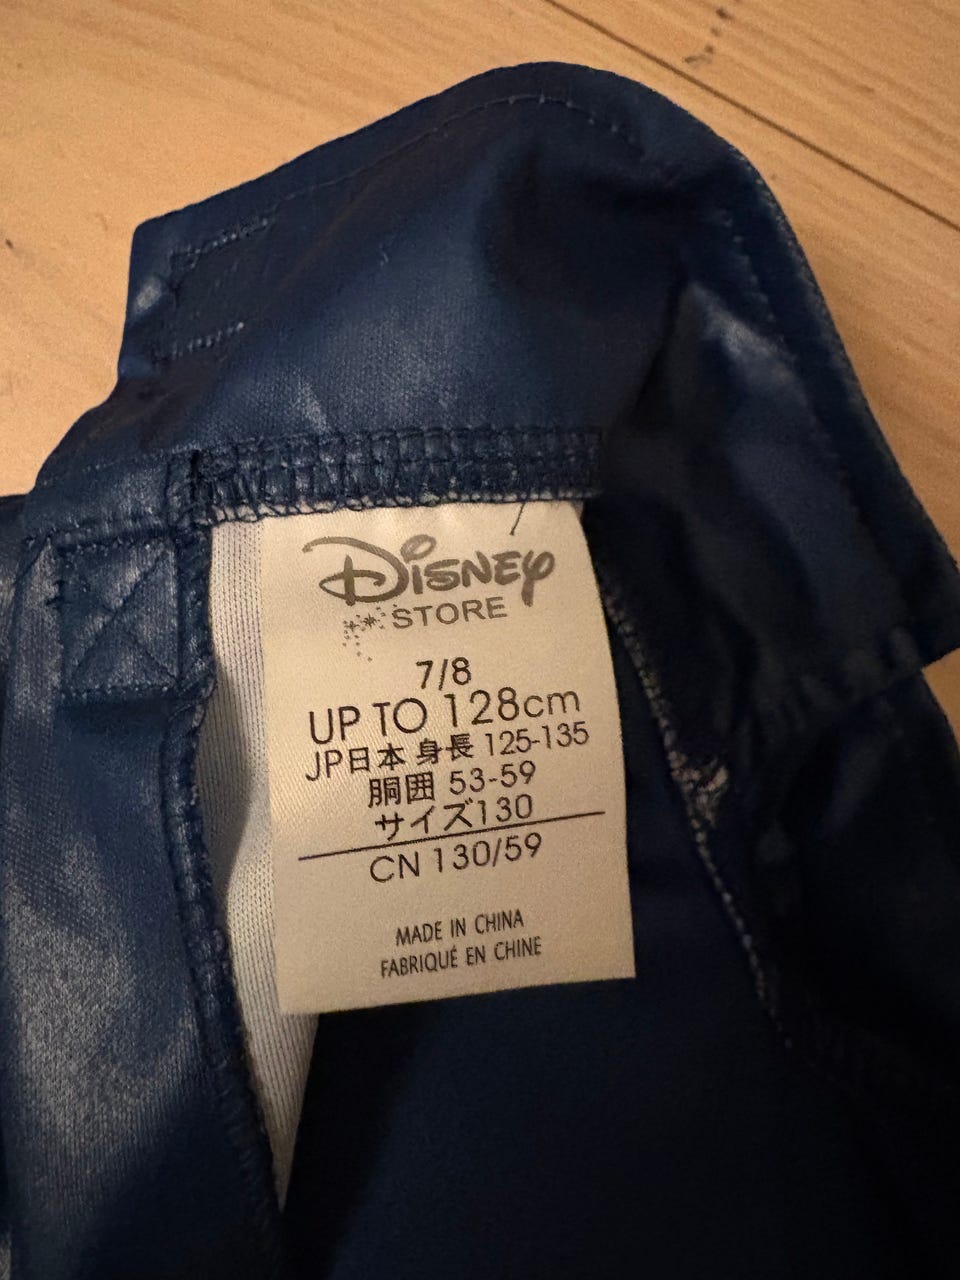 Disney
STORE
7/8
UP TO 128cm
JP日本 身長 125-135
胴囲 53-59
サイズ130
CN 130/59
MADE IN CHINA
FABRIQUÉ EN CHINE